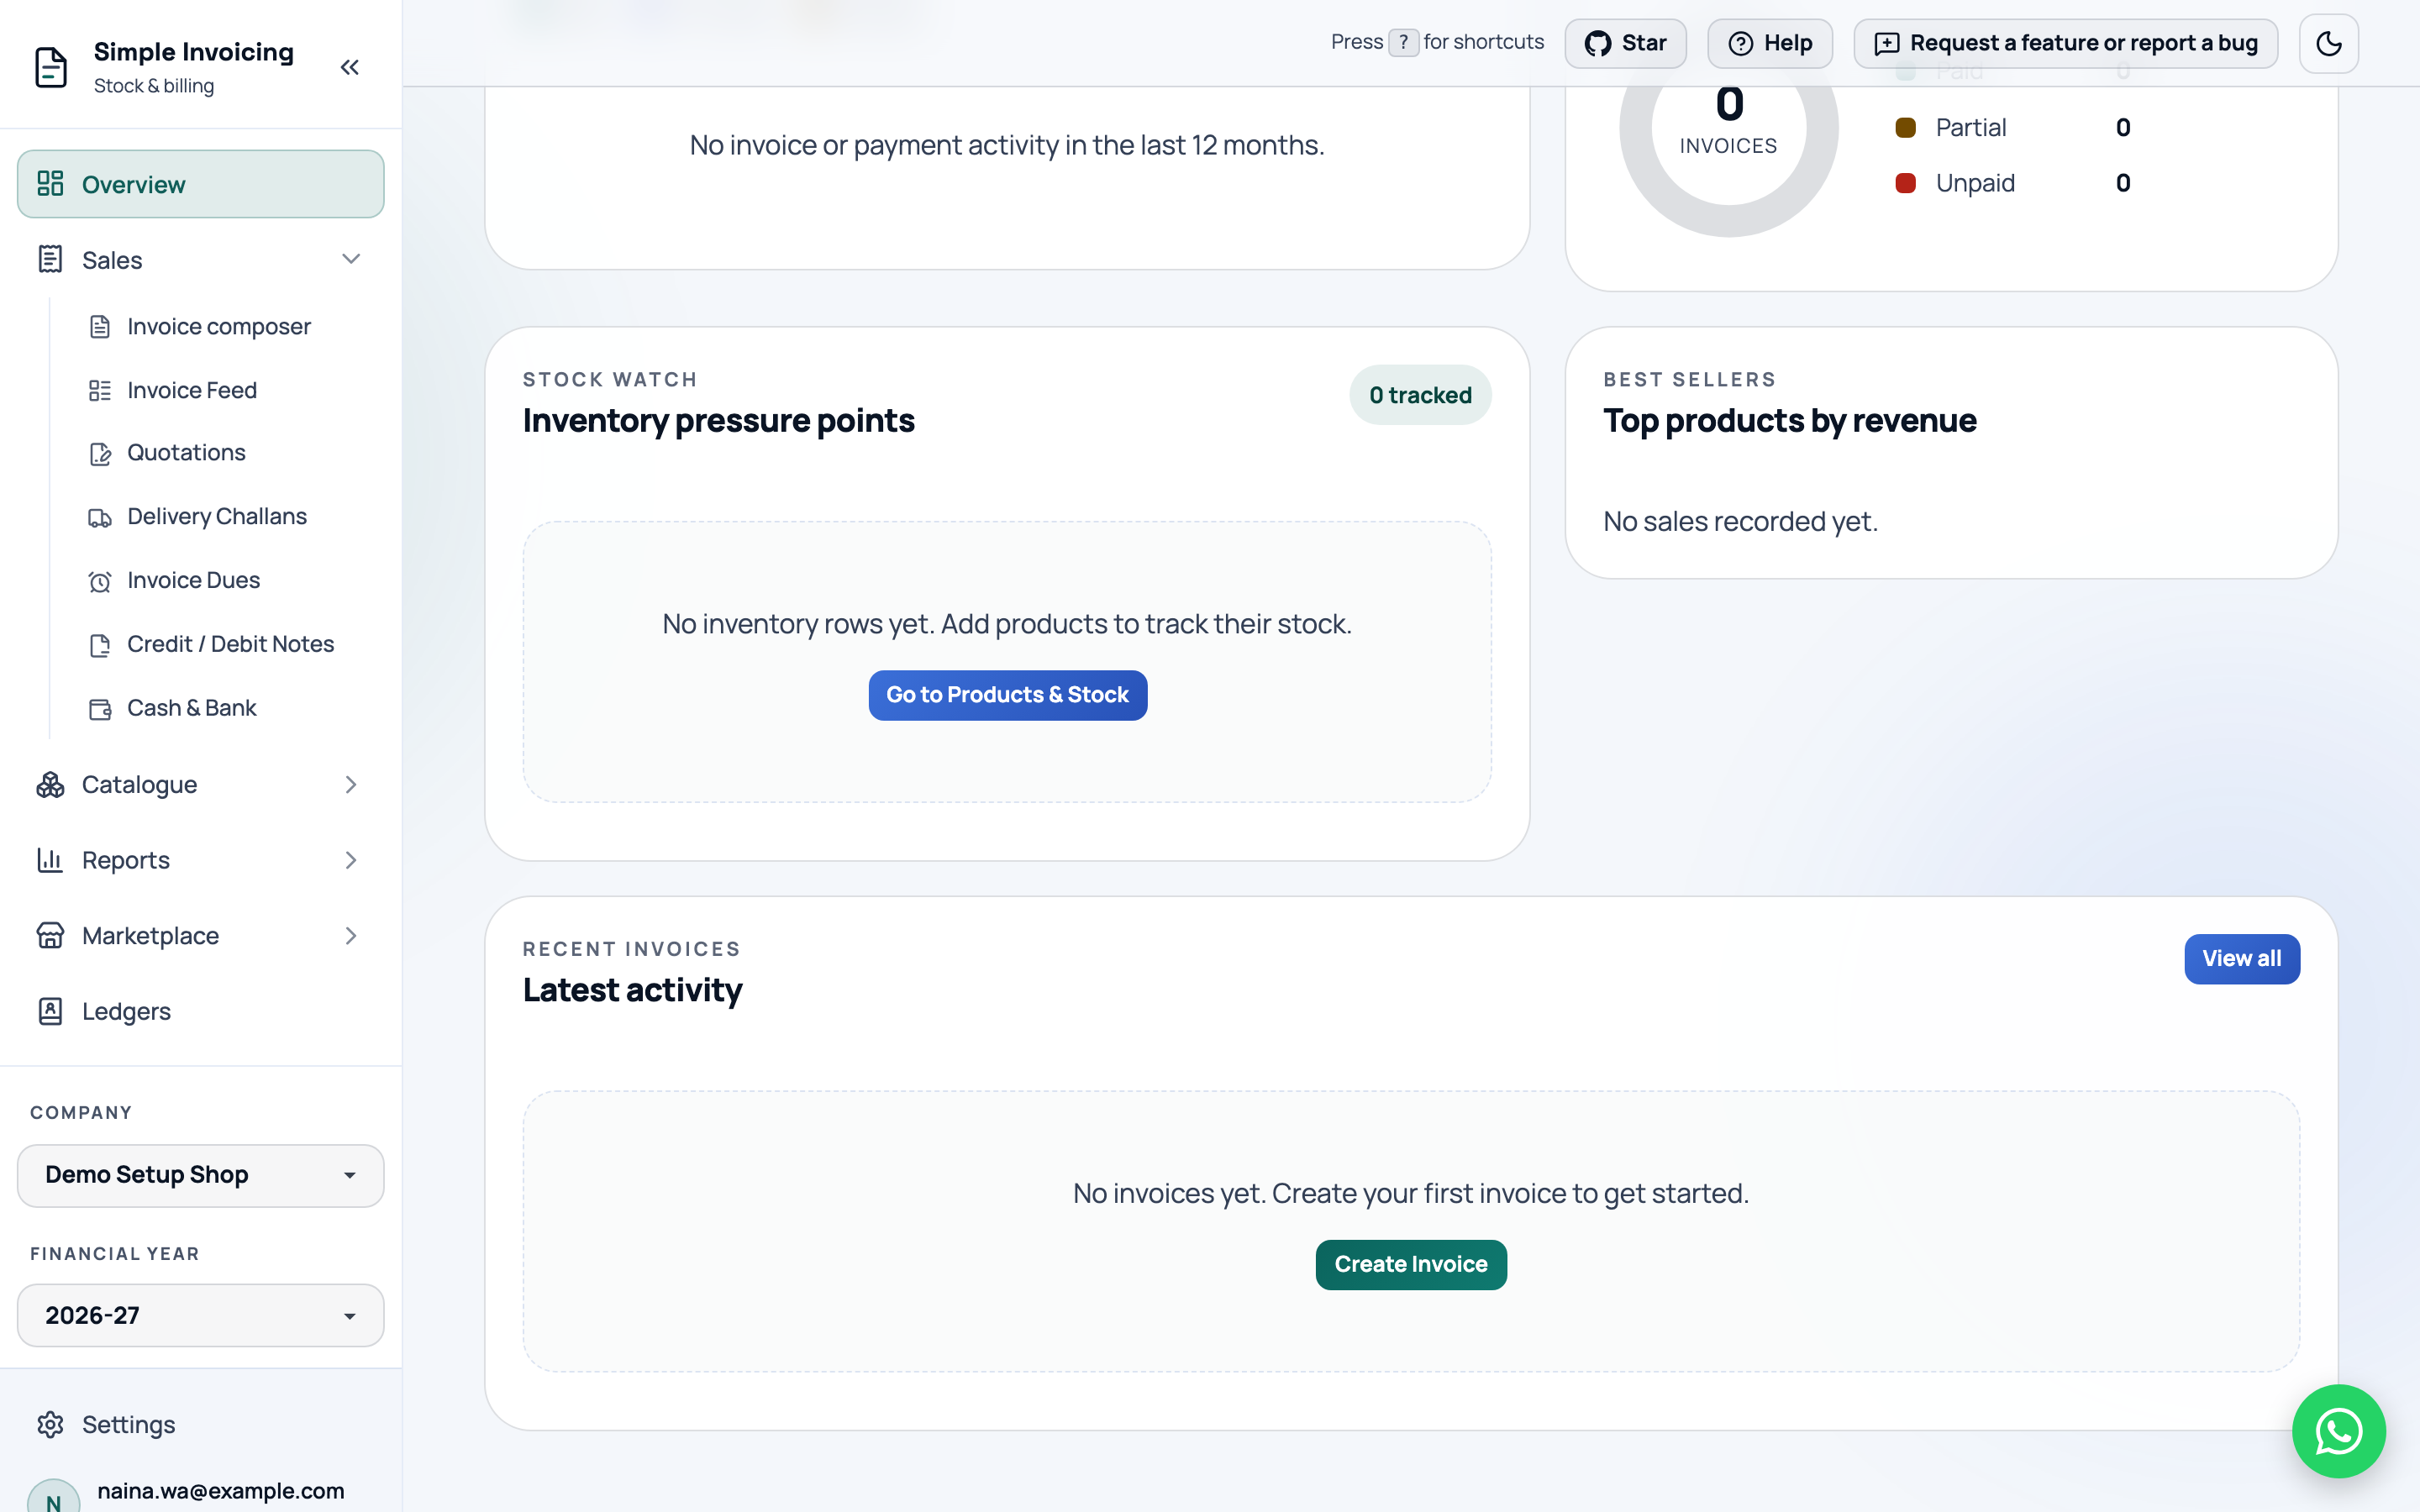 Simple Invoicing
Stock & billing
Overview
Sales
Invoice composer
Invoice Feed
Quotations
Delivery Challans
Invoice Dues
Credit / Debit Notes
Cash & Bank
Catalogue
Reports
Marketplace
Ledgers
COMPANY
Demo Setup Shop
FINANCIAL YEAR
2026-27
Settings
N
naina.wa@example.com
Press ? for shortcuts
Star
Help
Request a feature or report a bug
No invoice or payment activity in the last 12 months.
0
INVOICES
Paid 0
Partial 0
Unpaid 0
STOCK WATCH
Inventory pressure points
0 tracked
No inventory rows yet. Add products to track their stock.
Go to Products & Stock
BEST SELLERS
Top products by revenue
No sales recorded yet.
RECENT INVOICES
Latest activity
View all
No invoices yet. Create your first invoice to get started.
Create Invoice